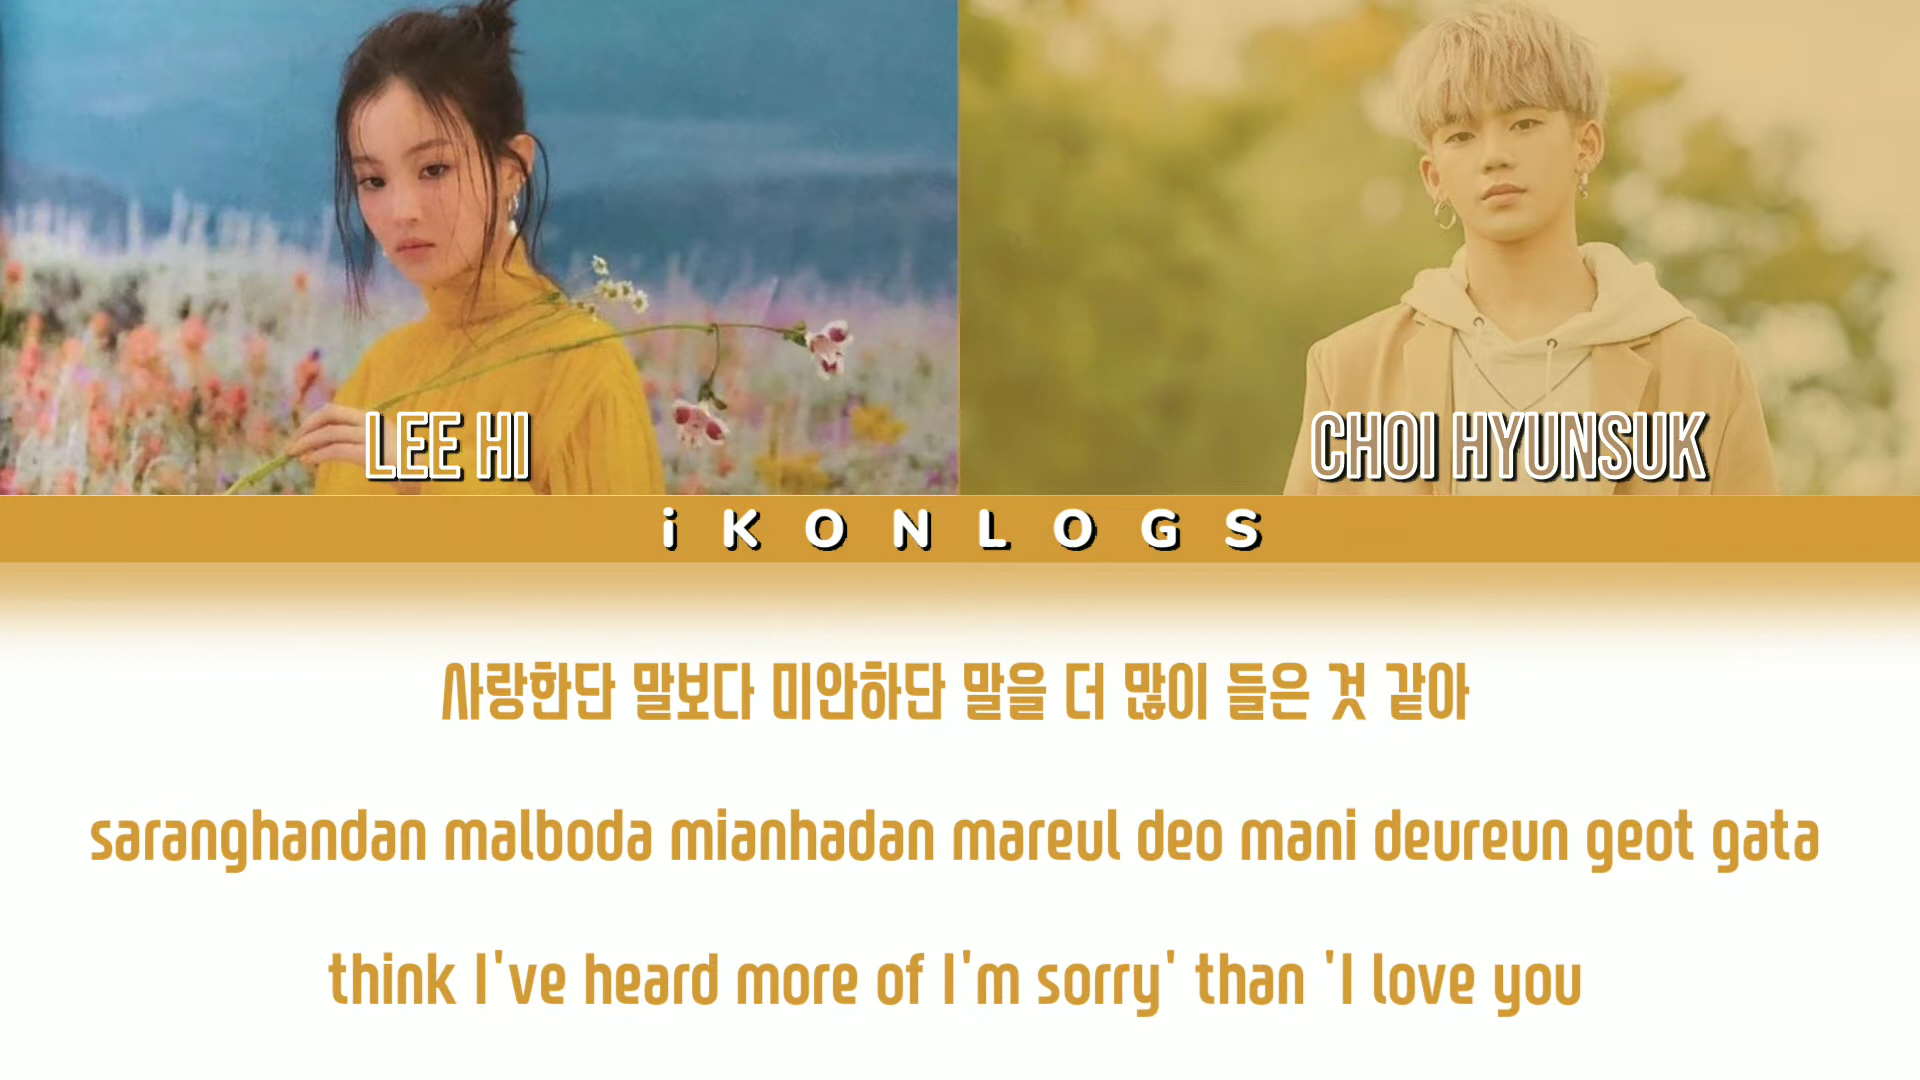 LEE HI
CHOI HYUNSUK
iKONLOGS
사랑한단 말보다 미안하단 말을 더 많이 들은 것 같아
saranghandan malboda mianhadan mareul deo mani deureun geot gata
think I've heard more of I'm sorry' than 'I love you